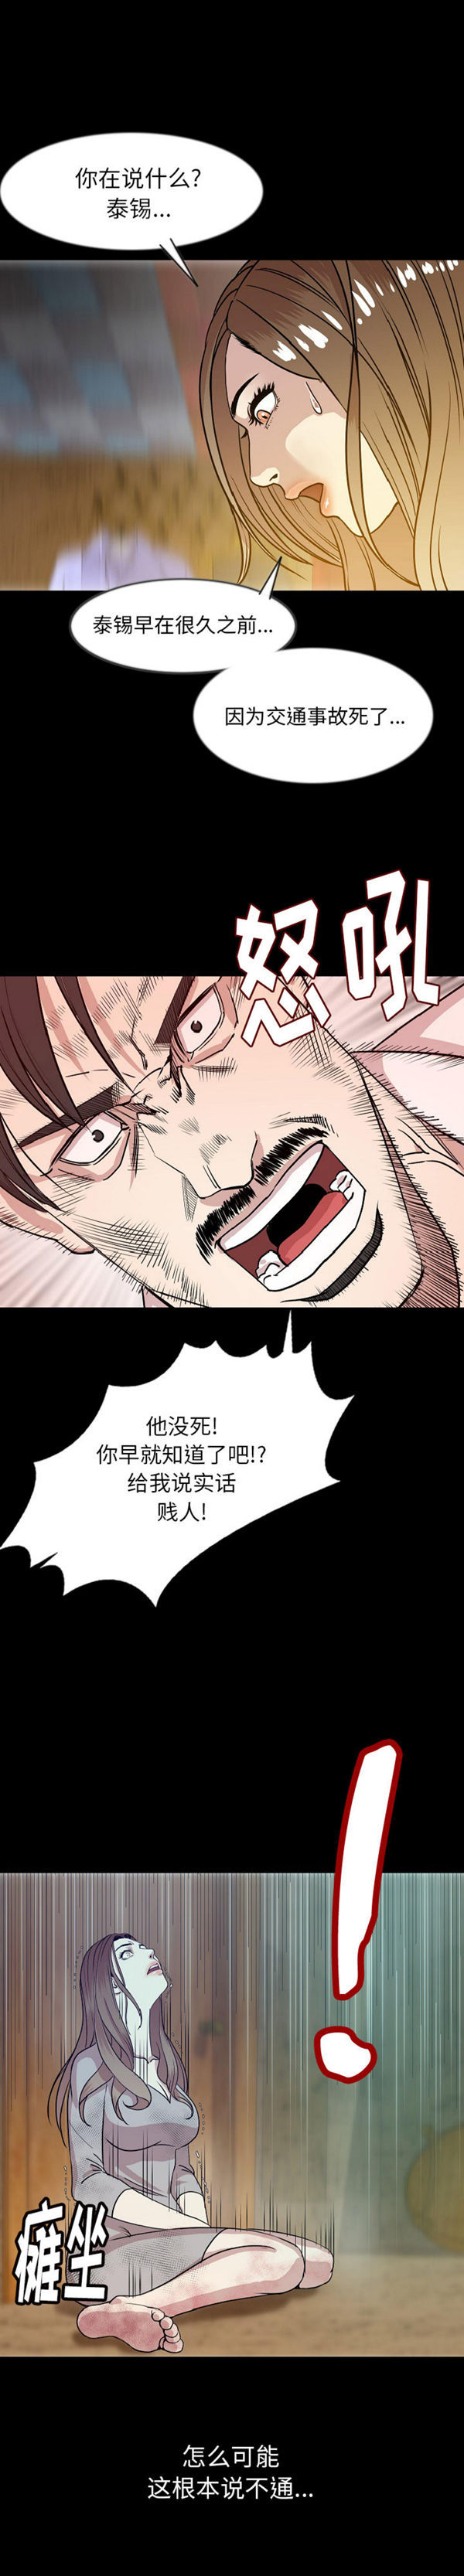 你在说什么?
泰锡...
泰锡早在很久之前...
因为交通事故死了...
怒吼
他没死!
你早就知道了吧!?
给我说实话
贱人!
!
瘫坐
怎么可能
这根本说不通...